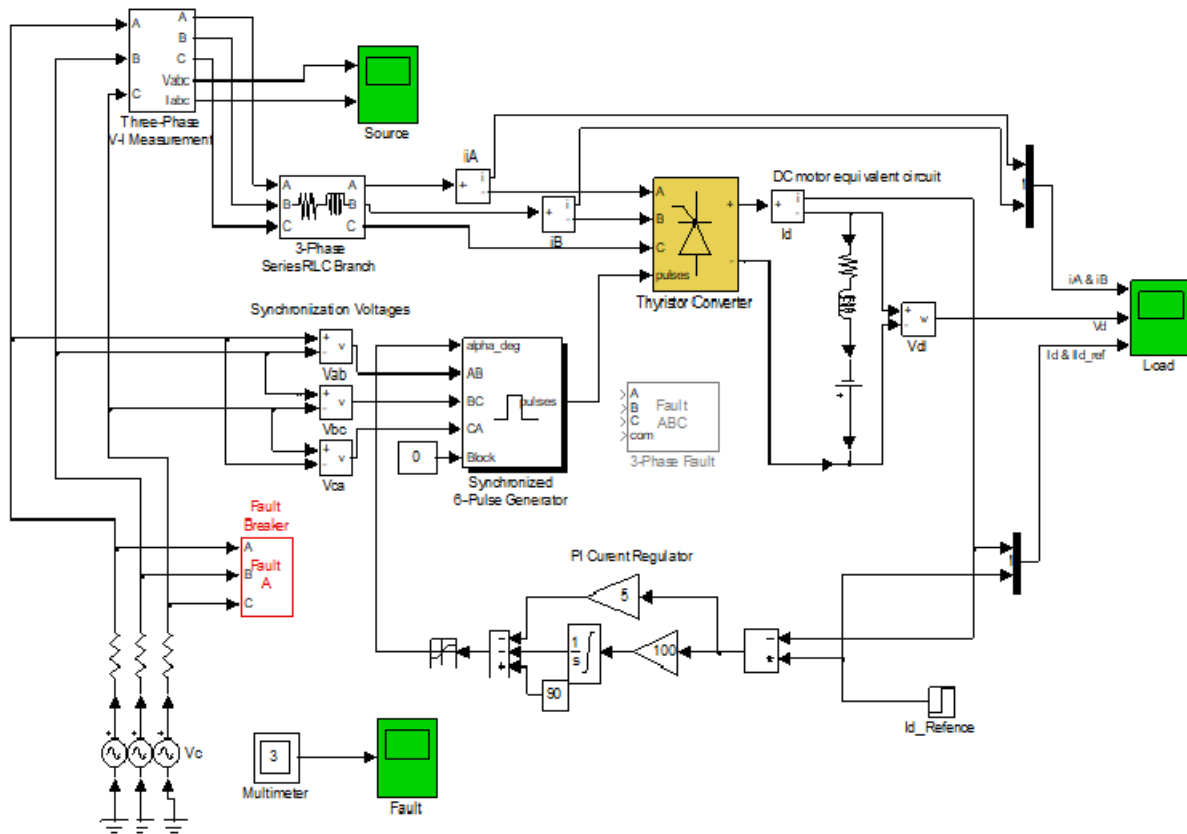 A
B
C
A
B
C
Vabc
Iabc
Three-Phase
V-I Measurement
Source
A
B
C
A
B
C
3-Phase
Series RLC Branch
iA
+
i
-
iB
+
i
-
A
B
C
pulses
+
-
Thyristor Converter
DC motor equivalent circuit
+
i
-
Id
+
+
-
v
Vd
iA & iB
Vd
Id & Id_ref
Load
Synchronization Voltages
+
-
v
Vab
+
-
v
Vbc
+
-
v
Vca
0
alpha_deg
AB
BC
CA
Block
pulses
Synchronized
6-Pulse Generator
A
B
C
com
Fault
ABC
3-Phase Fault
Fault
Breaker
A
B
C
Fault
A
PI Curent Regulator
5
100
1
s
90
-
-
+
-
+
Id_Refence
+
+
+
Vc
3
Multimeter
Fault